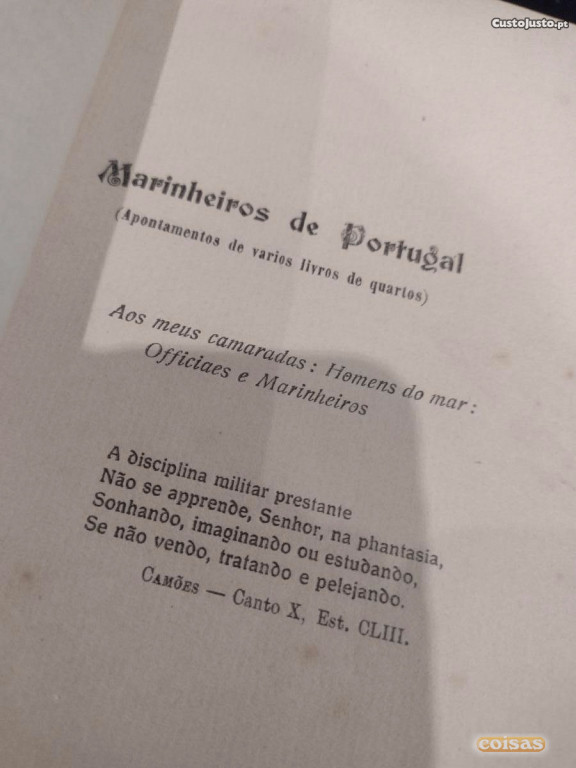 CustoJusto.pt
Marinheiros de Portugal
(Apontamentos de varios livros de quartos)
Aos meus camaradas: Homens do mar:
Officiaes e Marinheiros
A disciplina militar prestante
Não se apprende, Senhor, na phantasia,
Sonhando, imaginando ou estudando,
Se não vendo, tratando e pelejando.
CAMÕES — Canto X, Est. CLIII.
coisas